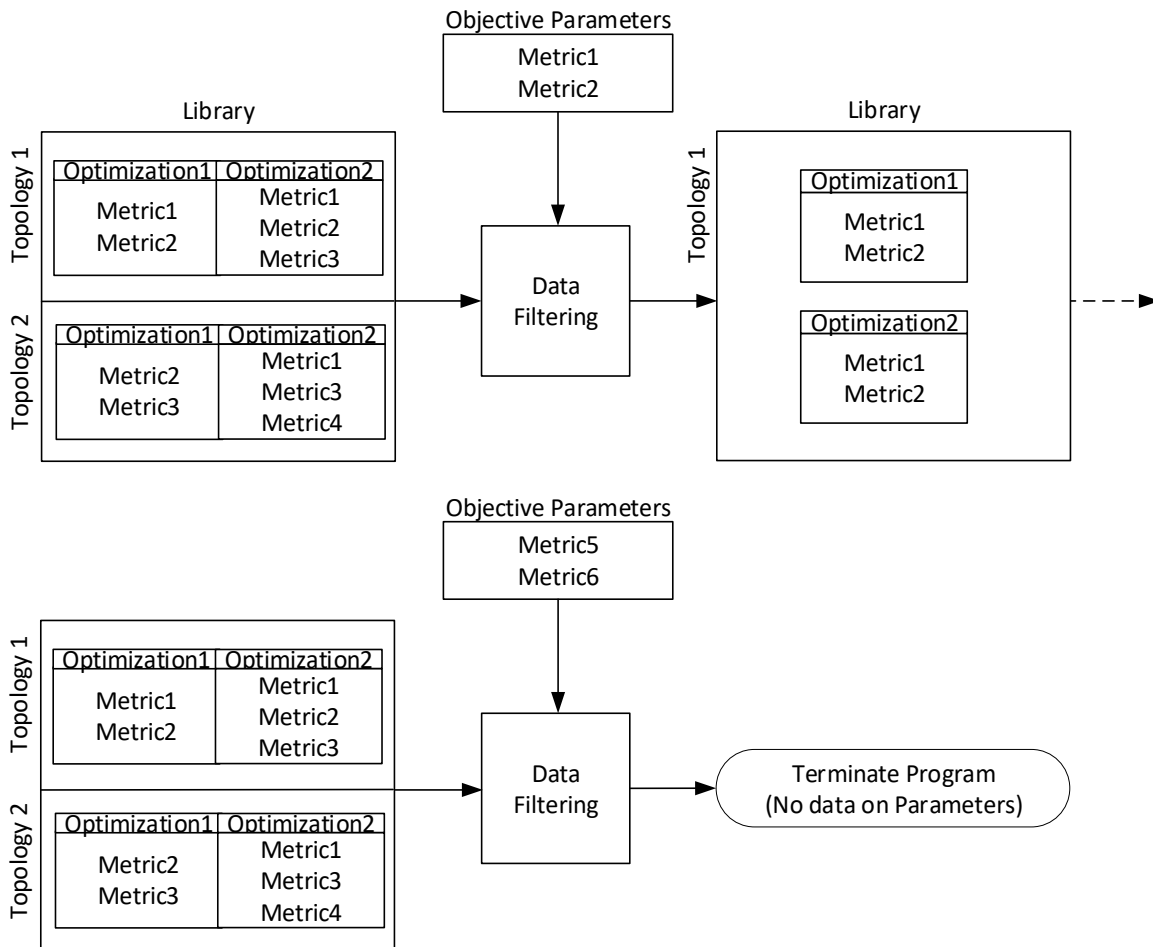 Objective Parameters
Metric1
Metric2
Library
Topology 1
Optimization1
Metric1
Metric2
Optimization2
Metric1
Metric2
Metric3
Topology 2
Optimization1
Metric2
Metric3
Optimization2
Metric1
Metric3
Metric4
Data
Filtering
Library
Topology 1
Optimization1
Metric1
Metric2
Optimization2
Metric1
Metric2
Objective Parameters
Metric5
Metric6
Topology 1
Optimization1
Metric1
Metric2
Optimization2
Metric1
Metric2
Metric3
Topology 2
Optimization1
Metric2
Metric3
Optimization2
Metric1
Metric3
Metric4
Data
Filtering
Terminate Program
(No data on Parameters)